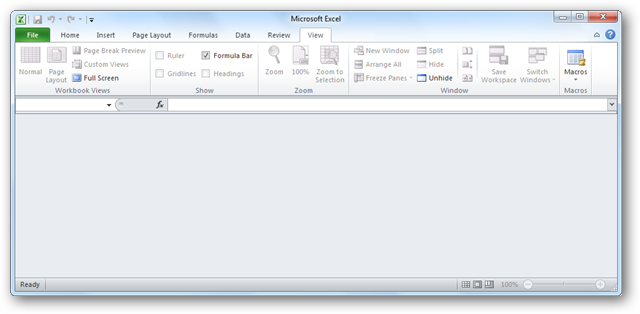 Microsoft Excel
File Home Insert Page Layout Formulas Data Review View
Normal
Page Layout
Page Break Preview
Custom Views
Full Screen
Workbook Views
Ruler
Formula Bar
Gridlines
Headings
Show
Zoom
100%
Zoom to Selection
Zoom
New Window
Arrange All
Freeze Panes
Split
Hide
Unhide
Save Workspace
Switch Windows
Window
Macros
Macros
fx
Ready
100%